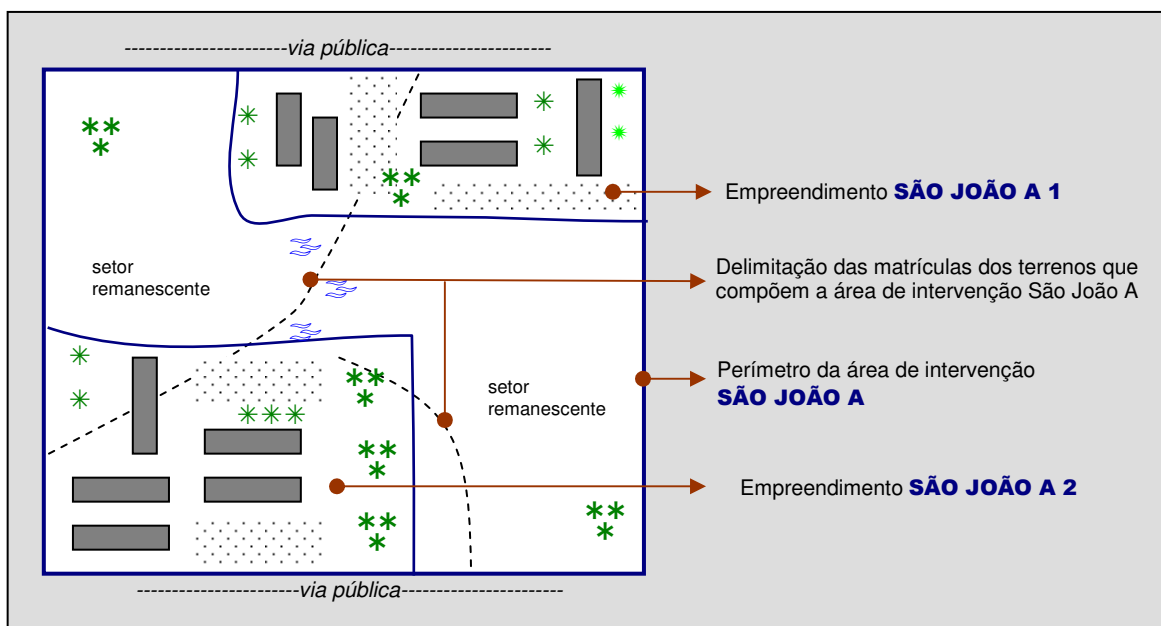 -----------------------via pública-----------------------
Empreendimento SÃO JOÃO A 1
setor
remanescente
Delimitação das matrículas dos terrenos que
compõem a área de intervenção São João A
Perímetro da área de intervenção
SÃO JOÃO A
setor
remanescente
Empreendimento SÃO JOÃO A 2
-----------------------via pública-----------------------